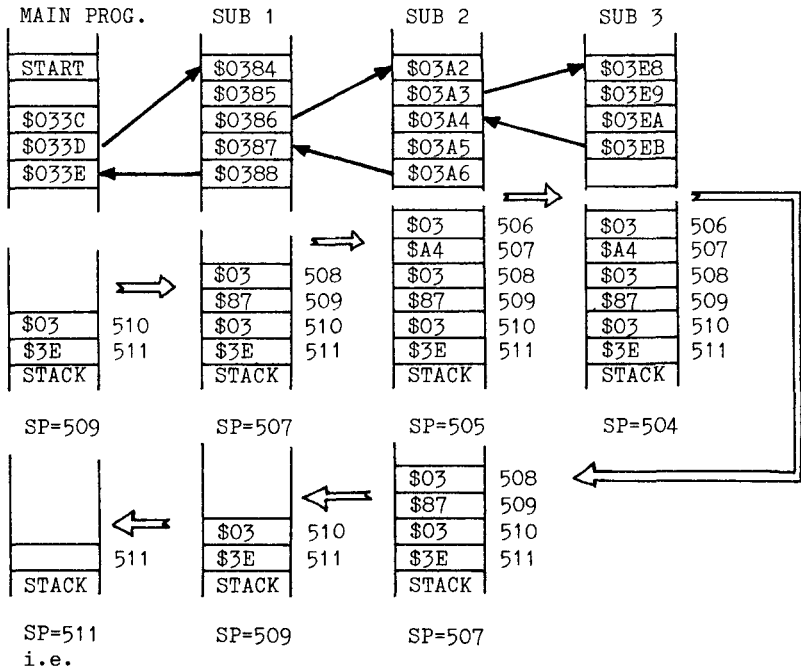 MAIN PROG. SUB 1 SUB 2 SUB 3
START $0384 $03A2 $03E8
$0385 $03A3 $03E9
$033C $0386 $03A4 $03EA
$033D $0387 $03A5 $03EB
$033E $0388 $03A6
$03 506 $03 506
$A4 507 $A4 507
$03 508 $03 508 $03 508
$87 509 $87 509 $87 509
$03 510 $03 510 $03 510 $03 510
$3E 511 $3E 511 $3E 511 $3E 511
STACK STACK STACK STACK
SP=509 SP=507 SP=505 SP=504
$03 508
$87 509
$03 510 $03 510
511 $3E 511 $3E 511
STACK STACK STACK
SP=511 SP=509 SP=507
i.e.